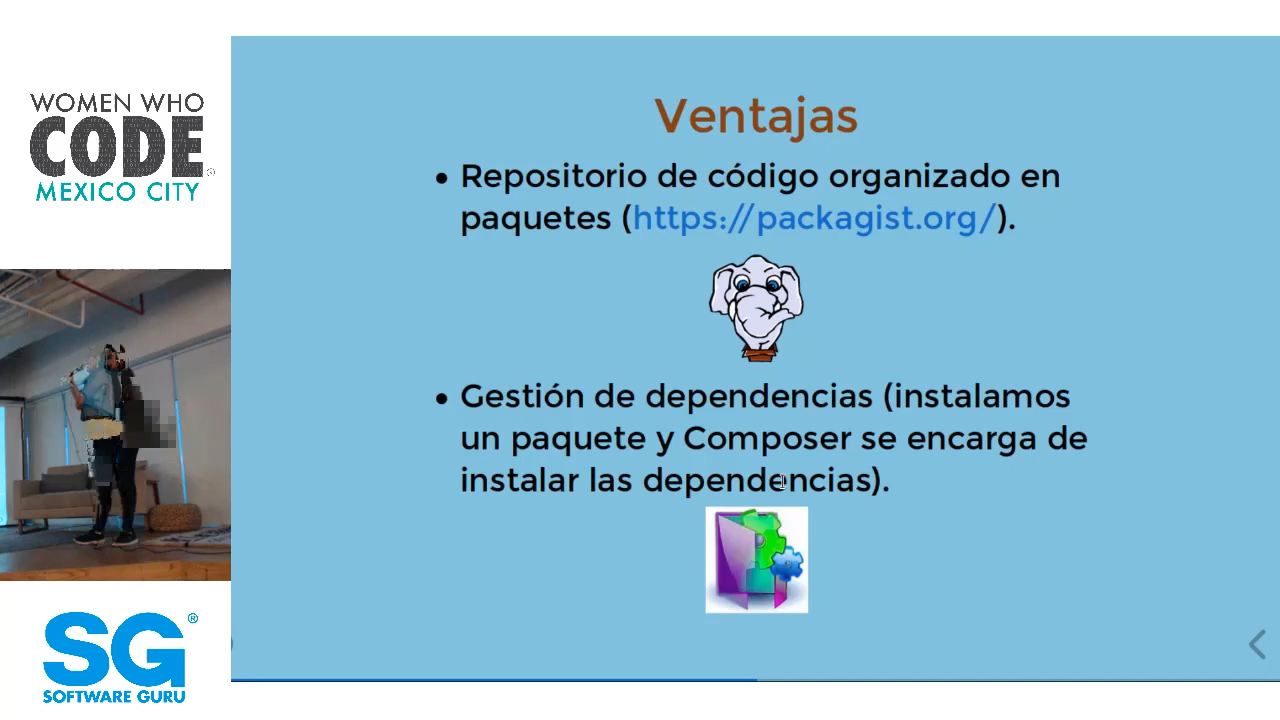 WOMEN WHO
CODE
MEXICO CITY
Ventajas
• Repositorio de código organizado en
paquetes (https://packagist.org/).
• Gestión de dependencias (instalamos
un paquete y Composer se encarga de
instalar las dependencias).
SG®
SOFTWARE GURU